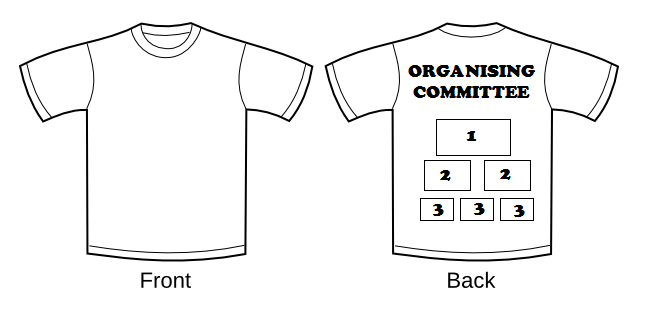 ORGANISING
COMMITTEE
1
2 2
3 3 3
Front Back